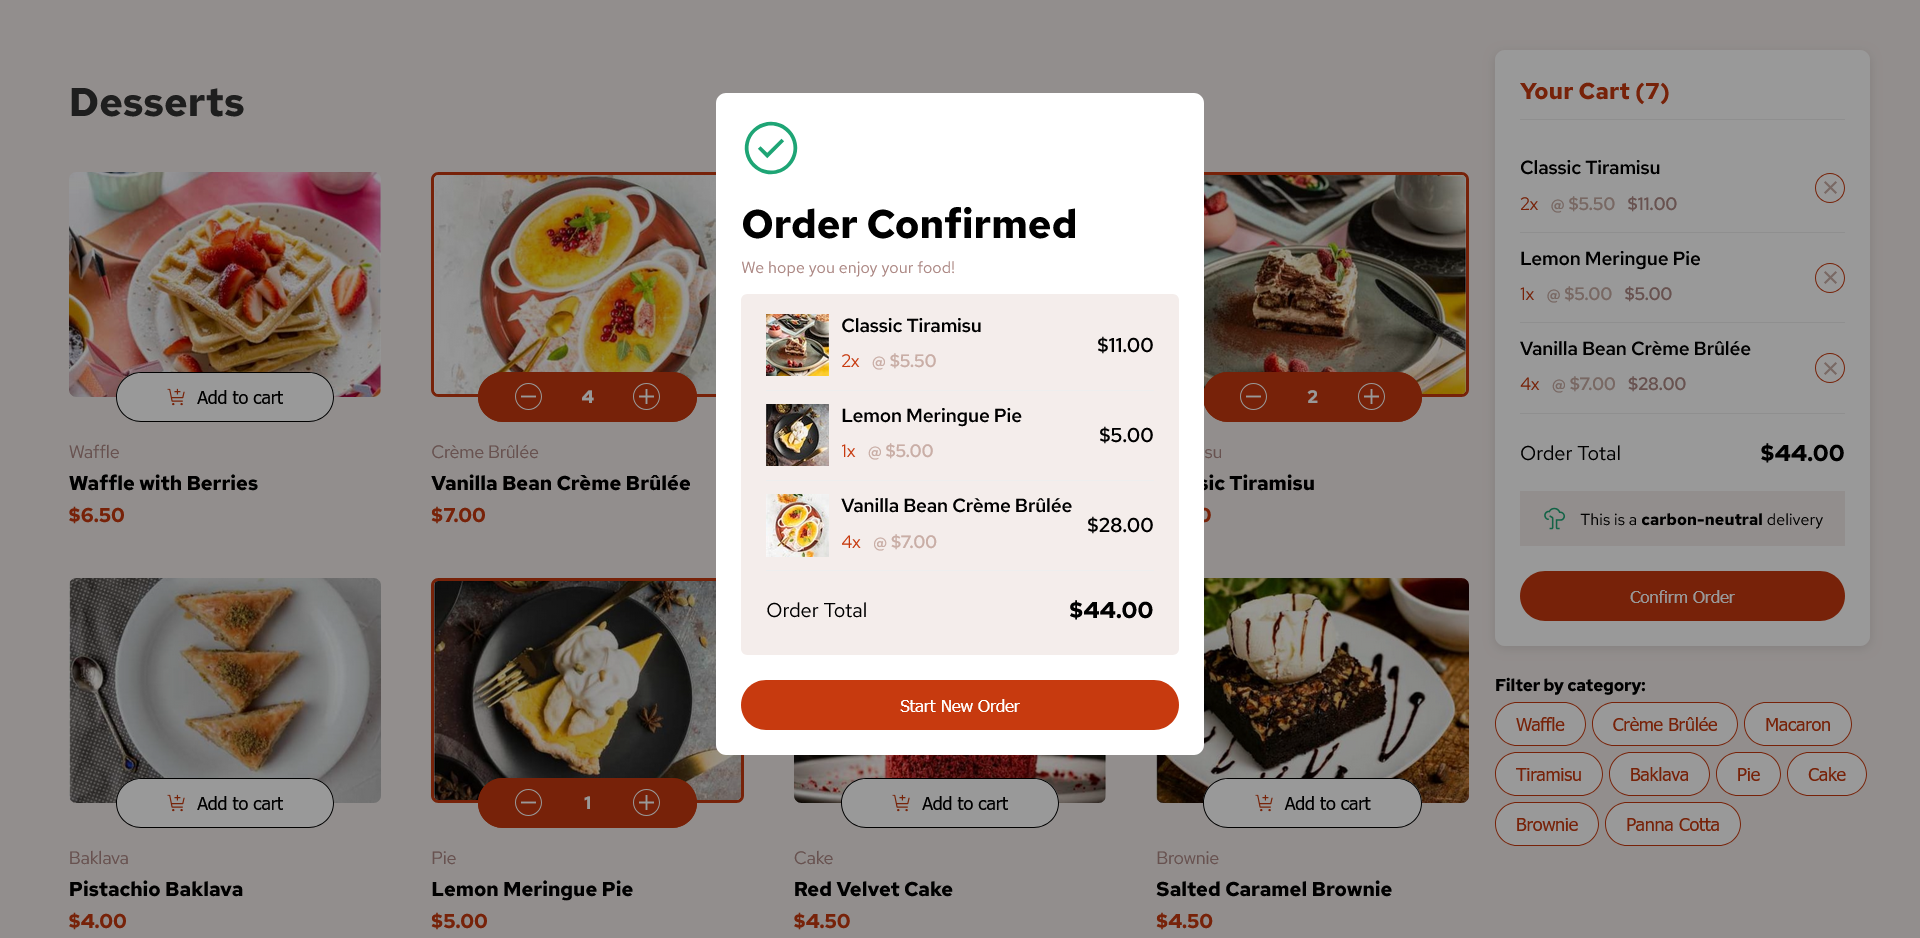 Desserts
Add to cart
Waffle
Waffle with Berries
$6.50
4
Crème Brûlée
Vanilla Bean Crème Brûlée
$7.00
2
su
sic Tiramisu
Add to cart
Baklava
Pistachio Baklava
$4.00
1
Pie
Lemon Meringue Pie
$5.00
Add to cart
Cake
Red Velvet Cake
$4.50
Add to cart
Brownie
Salted Caramel Brownie
$4.50
Order Confirmed
We hope you enjoy your food!
Classic Tiramisu
2x @ $5.50
$11.00
Lemon Meringue Pie
1x @ $5.00
$5.00
Vanilla Bean Crème Brûlée
4x @ $7.00
$28.00
Order Total $44.00
Start New Order
Your Cart (7)
Classic Tiramisu
2x @ $5.50 $11.00
Lemon Meringue Pie
1x @ $5.00 $5.00
Vanilla Bean Crème Brûlée
4x @ $7.00 $28.00
Order Total $44.00
This is a carbon-neutral delivery
Confirm Order
Filter by category:
Waffle Crème Brûlée Macaron
Tiramisu Baklava Pie Cake
Brownie Panna Cotta